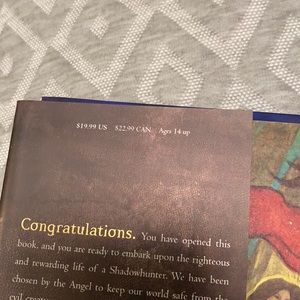 $19.99 US $22.99 CAN Ages 14 up
Congratulations. You have opened this
book, and you are ready to embark upon the righteous
and rewarding life of a Shadowhunter. We have been
chosen by the Angel to keep our world safe from the
evil